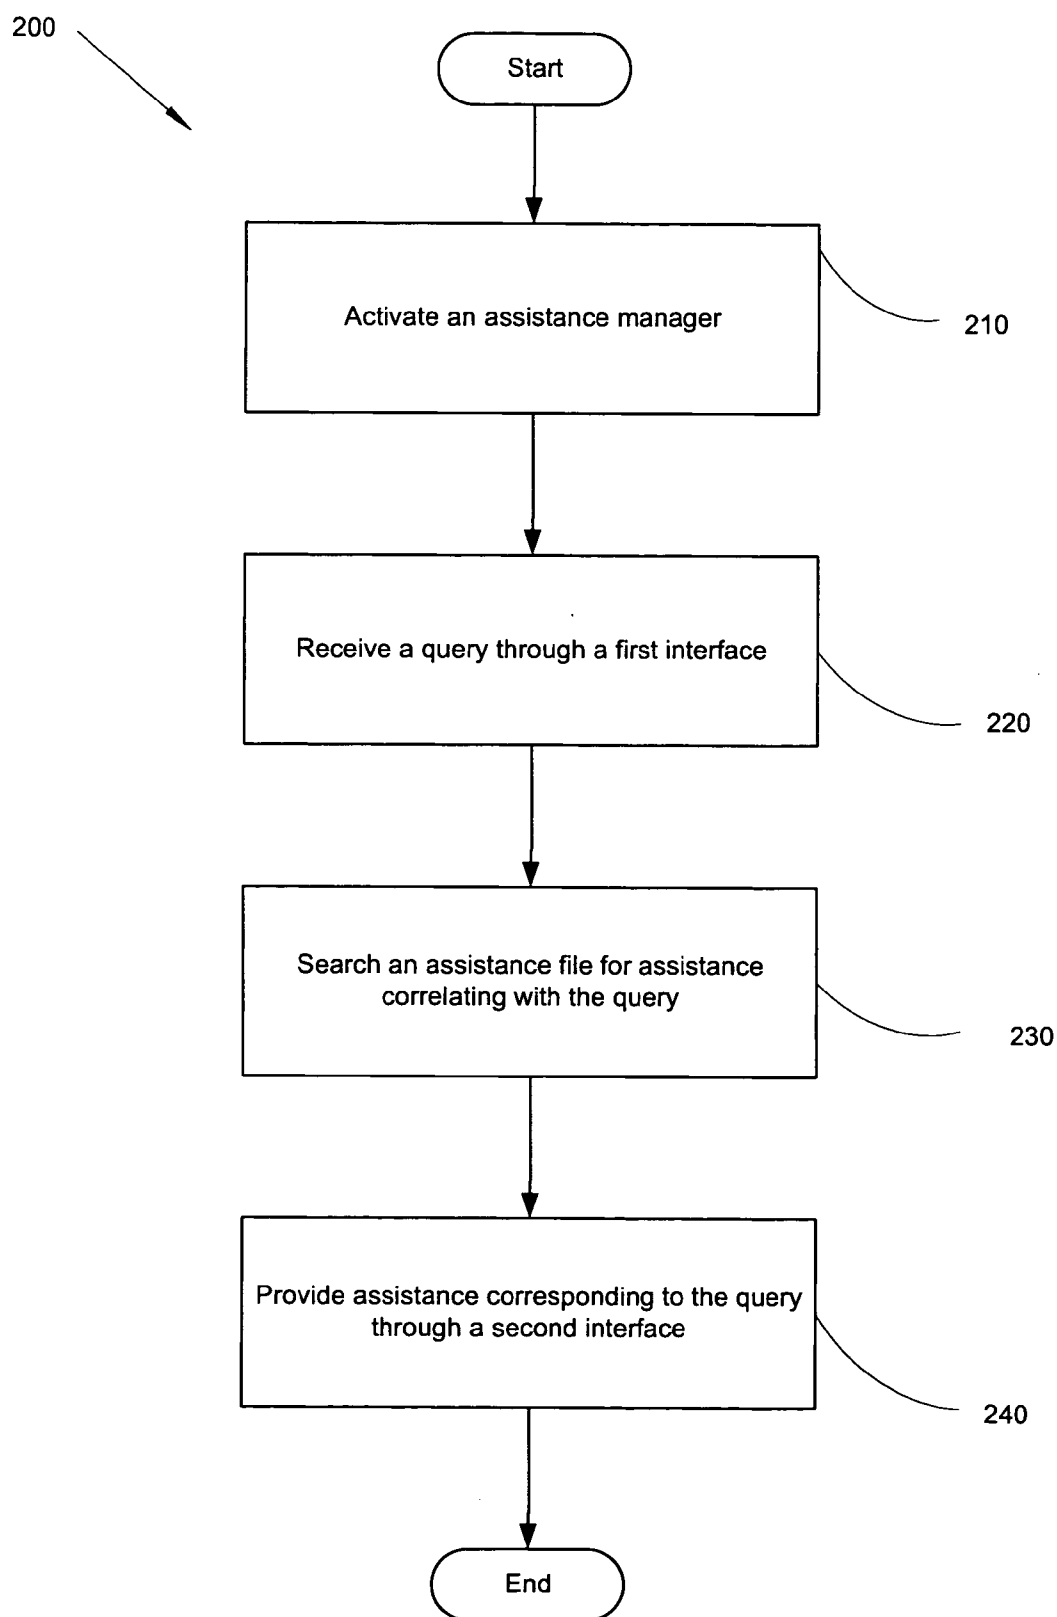 200
Start
Activate an assistance manager
210
Receive a query through a first interface
220
Search an assistance file for assistance
correlating with the query
230
Provide assistance corresponding to the query
through a second interface
240
End